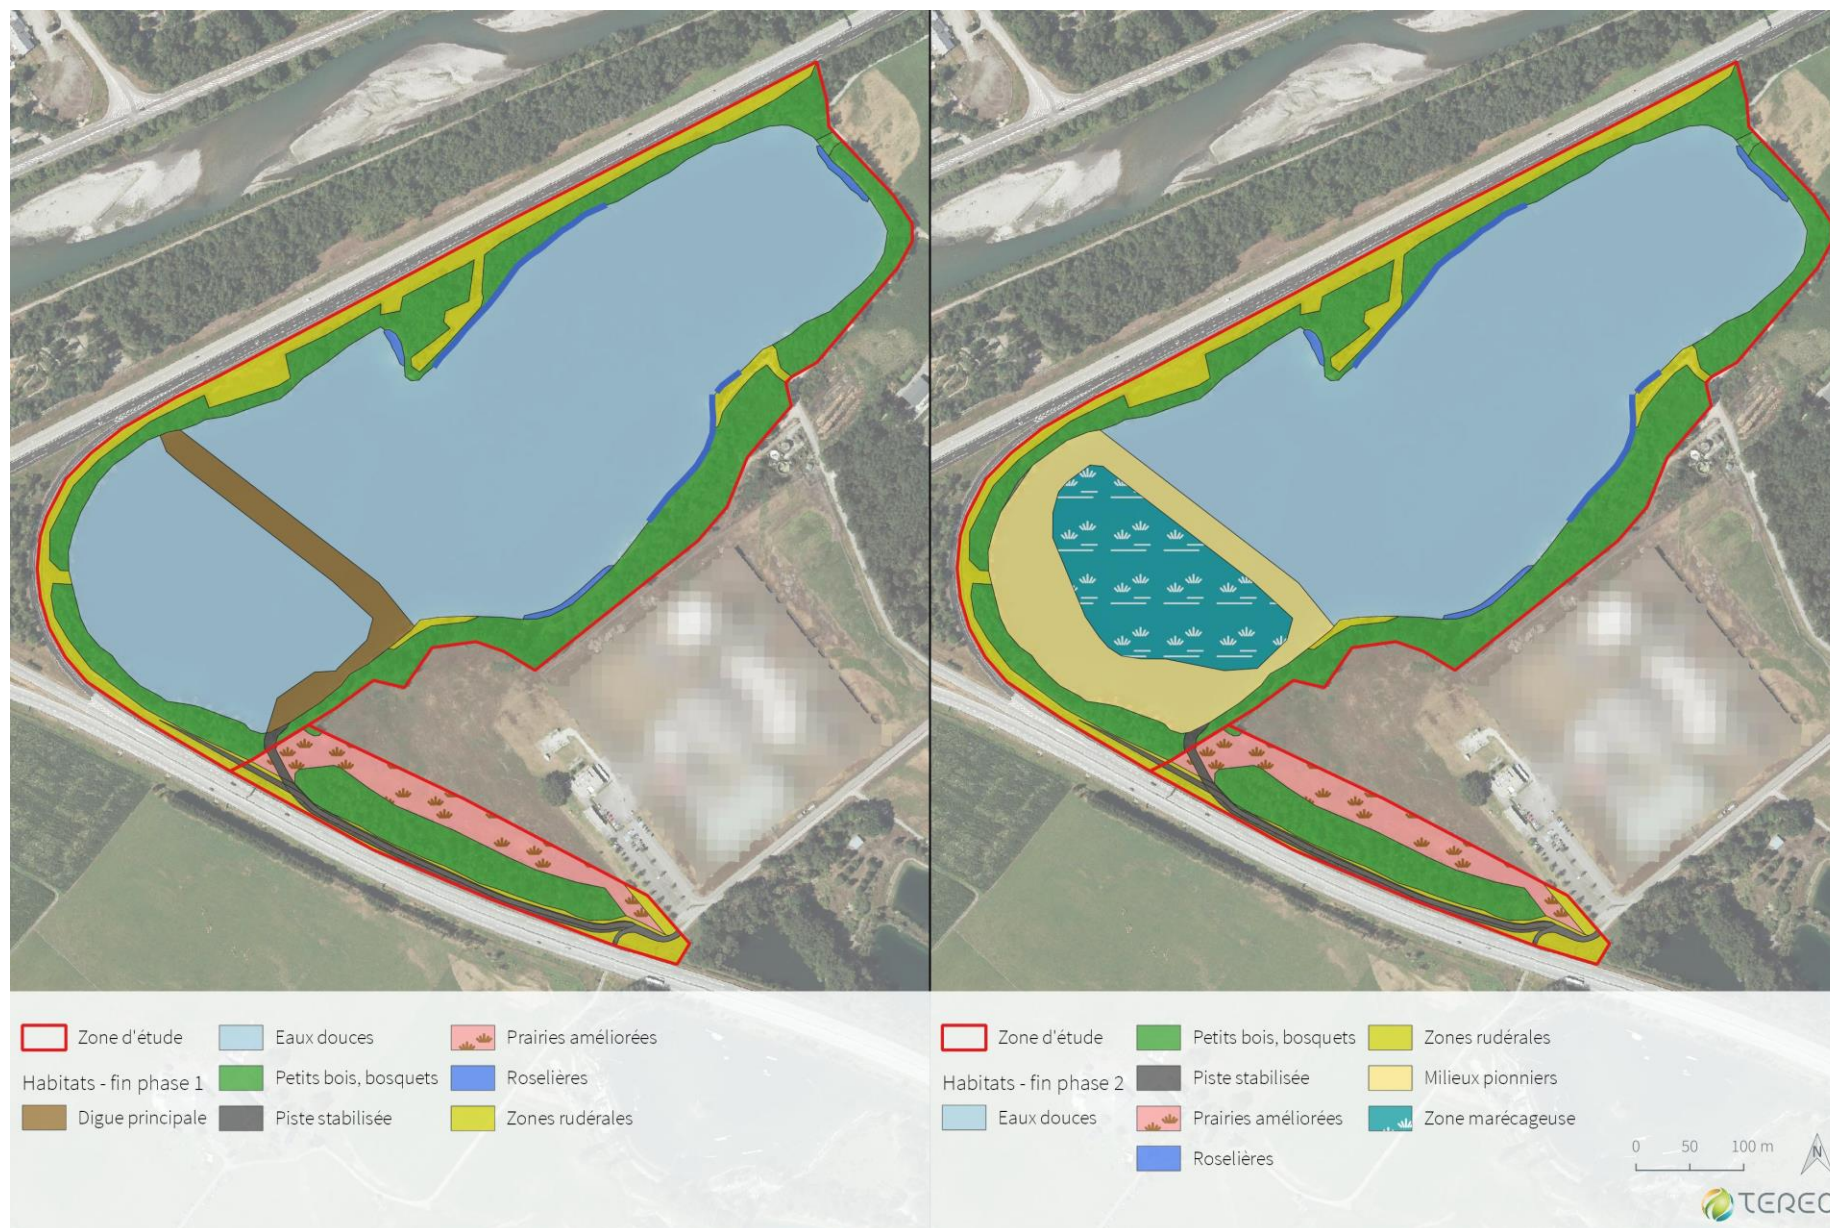 Zone d'étude
Habitats - fin phase 1
Digue principale
Eaux douces
Petits bois, bosquets
Piste stabilisée
Prairies améliorées
Roselières
Zones rudérales
Zone d'étude
Habitats - fin phase 2
Eaux douces
Petits bois, bosquets
Piste stabilisée
Prairies améliorées
Roselières
Zones rudérales
Milieux pionniers
Zone marécageuse
0 50 100 m
N
TEREO